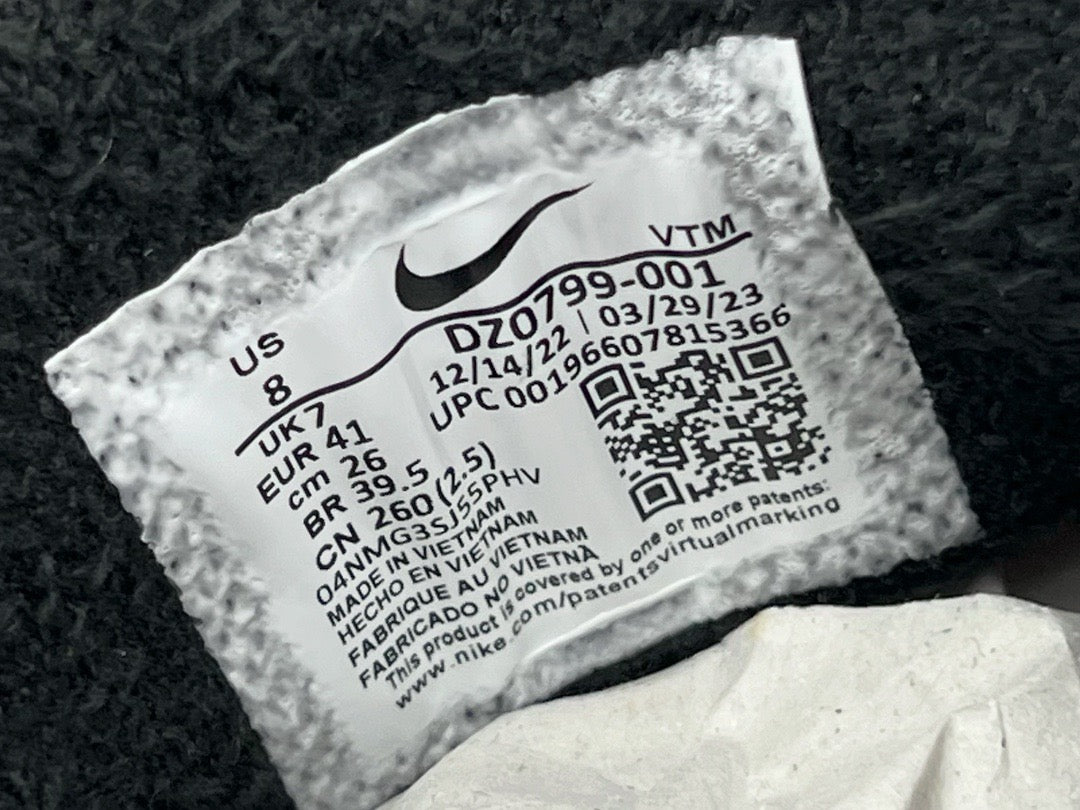 US
8
VTM
UK 7
EUR 41
cm 26
BR 39.5
CN 260 (2.5)
DZ0799-001
12/14/22 | 03/29/23
UPC 00196607815366
04NMG3SJ55PHV
MADE IN VIETNAM
HECHO EN VIETNAM
FABRIQUE AU VIETNAM
FABRICADO NO VIETNÀ
This product is covered by one or more patents:
www.nike.com/patentsvirtualmarking